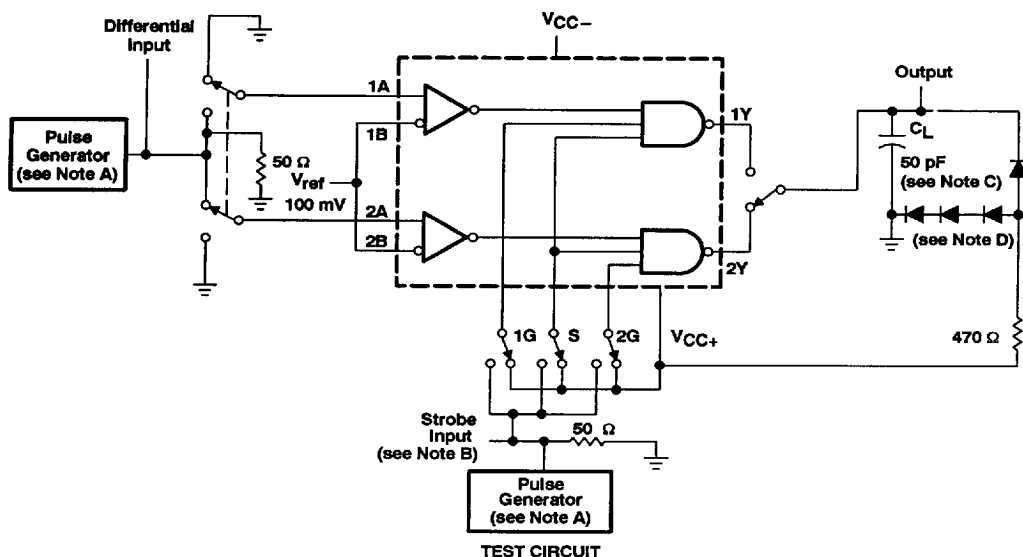 Differential
Input
VCC–
Output
Pulse
Generator
(see Note A)
50 Ω
Vref
100 mV
1A
1B
2A
2B
1Y
2Y
CL
50 pF
(see Note C)
(see Note D)
470 Ω
1G
S
2G
VCC+
Strobe
Input
(see Note B)
50 Ω
Pulse
Generator
(see Note A)
TEST CIRCUIT